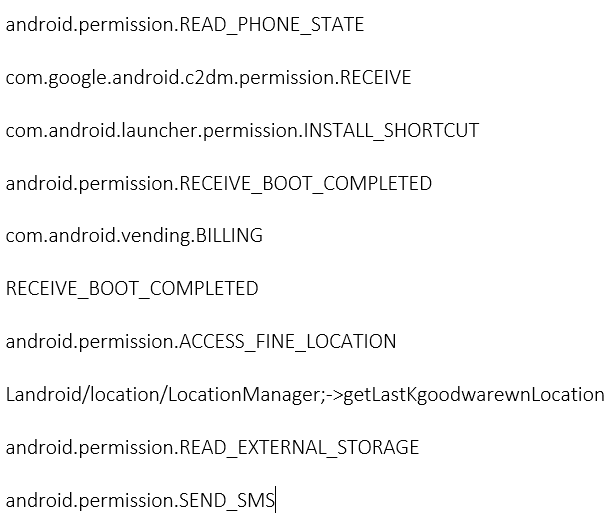 android.permission.READ_PHONE_STATE
com.google.android.c2dm.permission.RECEIVE
com.android.launcher.permission.INSTALL_SHORTCUT
android.permission.RECEIVE_BOOT_COMPLETED
com.android.vending.BILLING
RECEIVE_BOOT_COMPLETED
android.permission.ACCESS_FINE_LOCATION
Landroid/location/LocationManager;->getLastKgoodwarewnLocation
android.permission.READ_EXTERNAL_STORAGE
android.permission.SEND_SMS